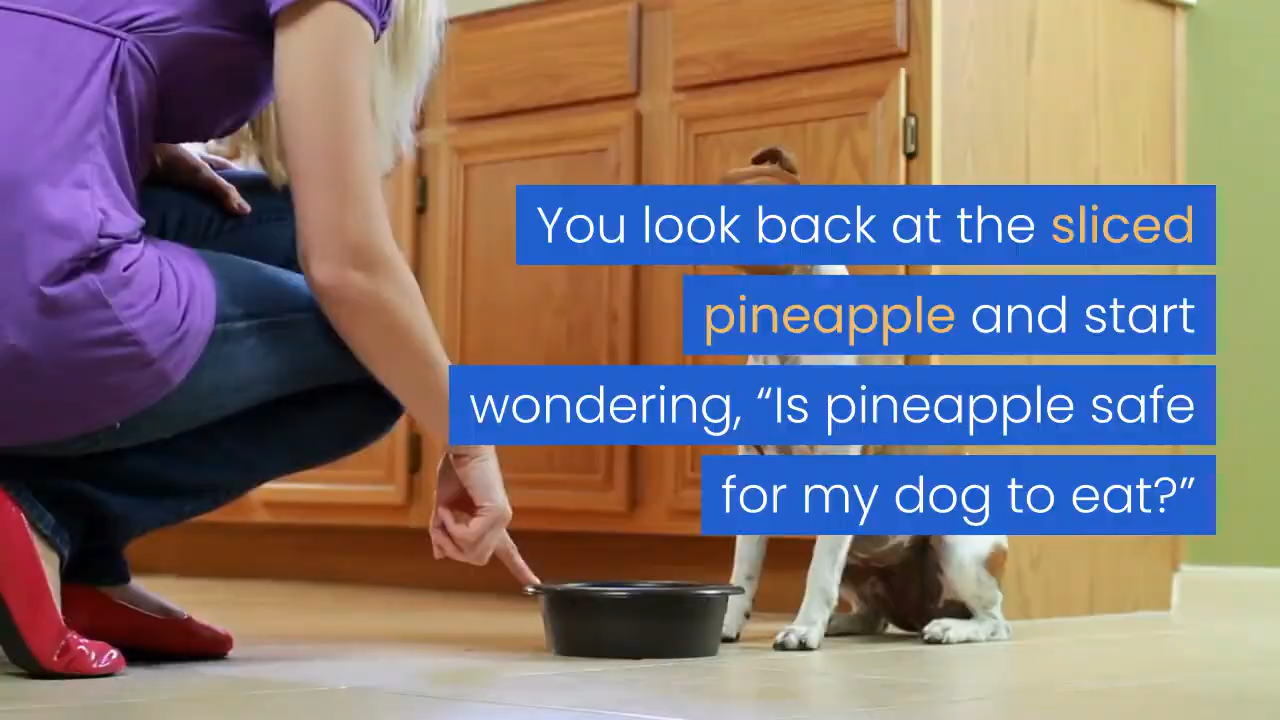 You look back at the sliced
pineapple and start
wondering, “Is pineapple safe
for my dog to eat?”